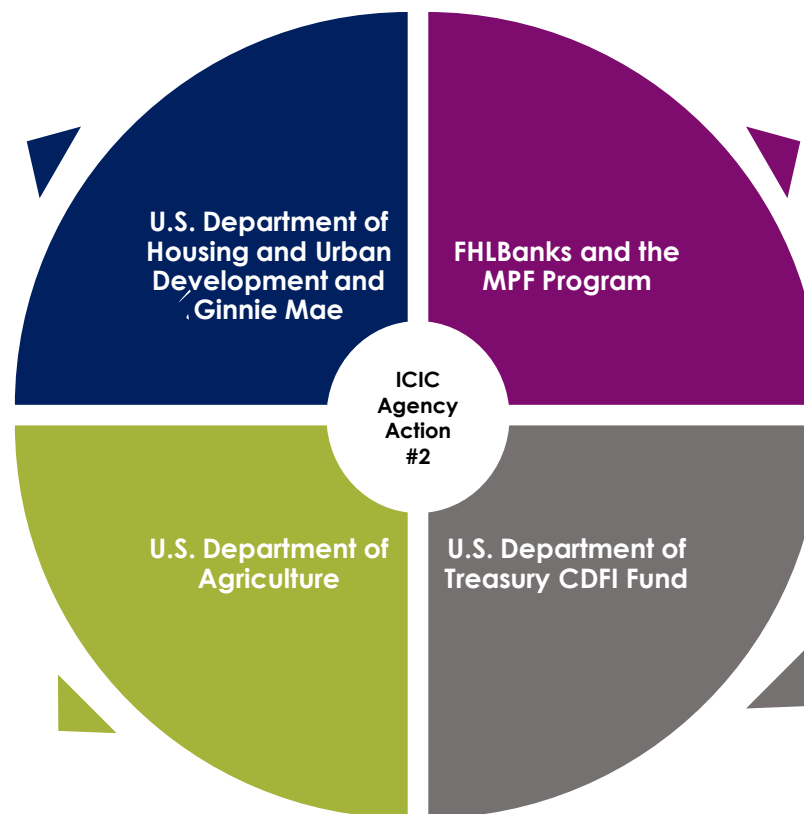 U.S. Department of
Housing and Urban
Development and
Ginnie Mae
FHLBanks and the
MPF Program
ICIC
Agency
Action
#2
U.S. Department of
Agriculture
U.S. Department of
Treasury CDFI Fund